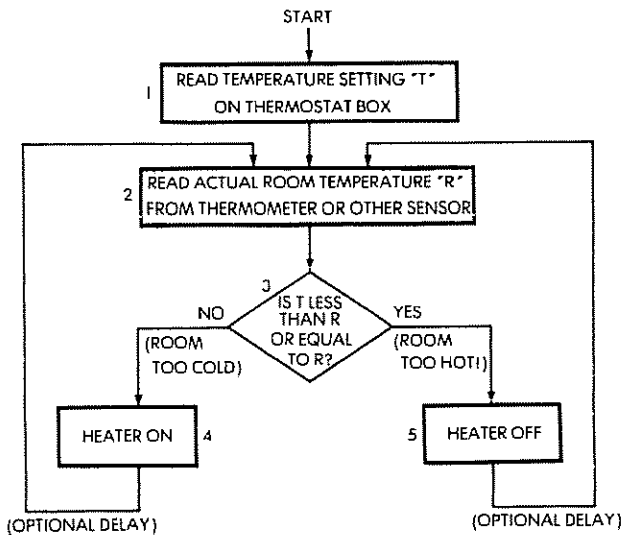 START
1
READ TEMPERATURE SETTING "T"
ON THERMOSTAT BOX
2
READ ACTUAL ROOM TEMPERATURE "R"
FROM THERMOMETER OR OTHER SENSOR
3
IS T LESS
THAN R
OR EQUAL
TO R?
NO
(ROOM
TOO COLD)
YES
(ROOM
TOO HOT!)
HEATER ON
4
5
HEATER OFF
(OPTIONAL DELAY)
(OPTIONAL DELAY)